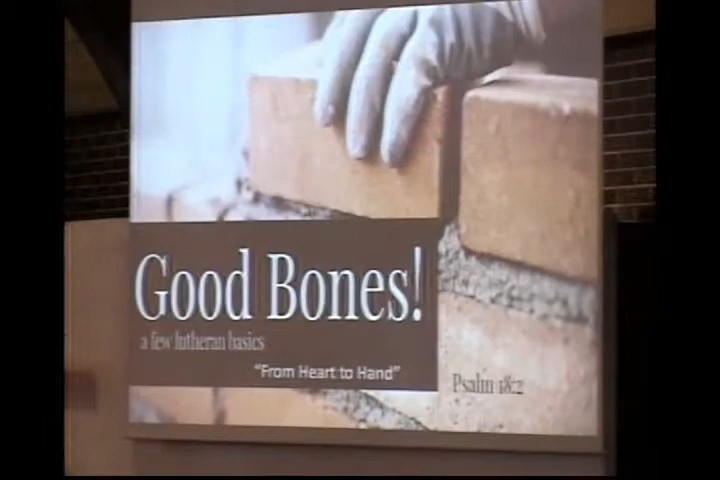 Good Bones!
a few lutheran basics
“From Heart to Hand”
Psalm 18:2